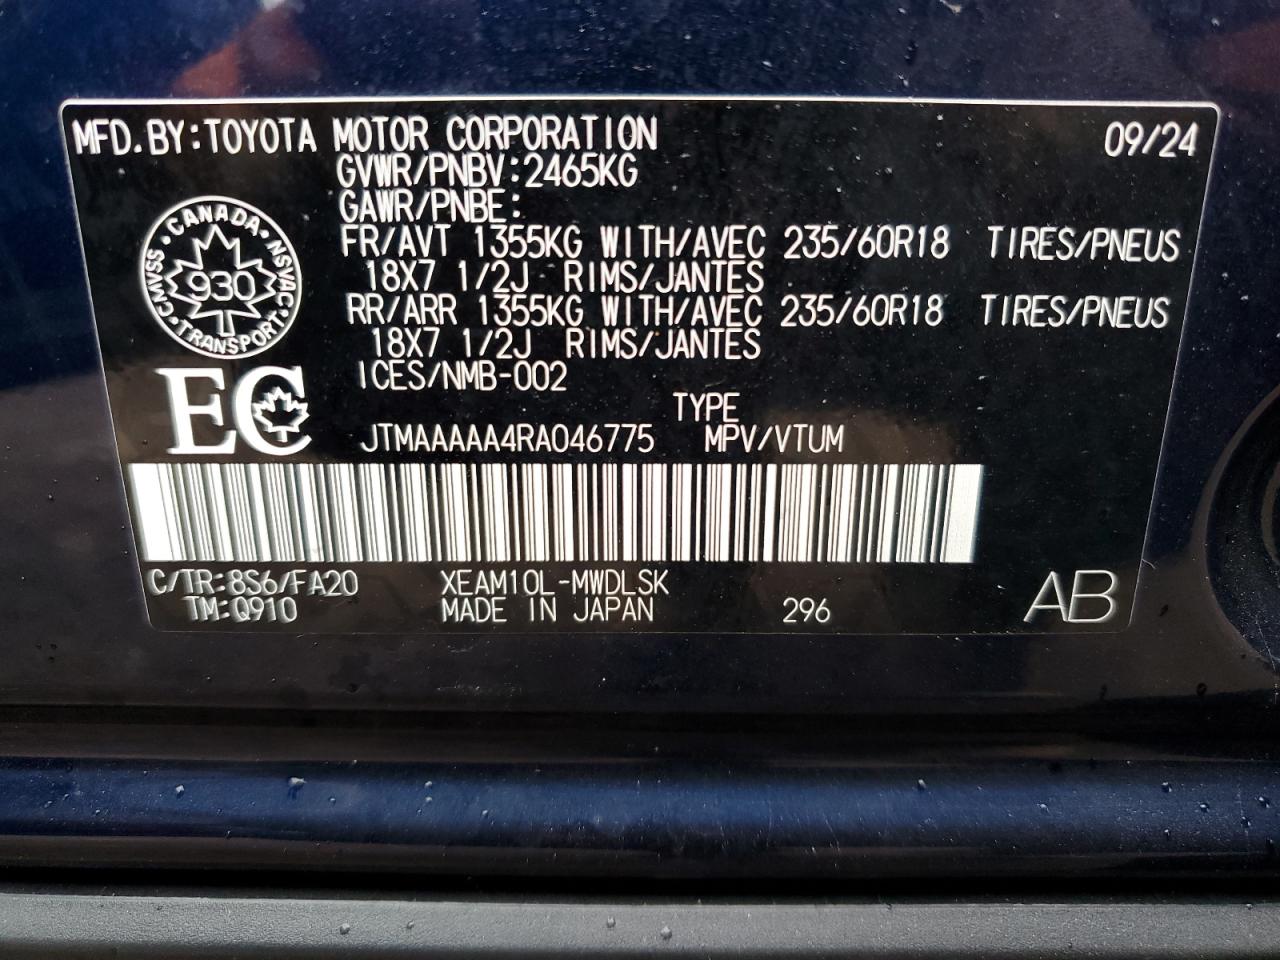 MFD.BY:TOYOTA MOTOR CORPORATION 09/24
GVWR/PNBV:2465KG
GAWR/PNBE:
FR/AVT 1355KG WITH/AVEC 235/60R18 TIRES/PNEUS
18X7 1/2J RIMS/JANTES
RR/ARR 1355KG WITH/AVEC 235/60R18 TIRES/PNEUS
18X7 1/2J RIMS/JANTES
ICES/NMB-002
CANADA
CMVSS NSVAC
930
TRANSPORT
EC
TYPE
JTMAAAAA4RA046775 MPV/VTUM
C/TR:8S6/FA20 XEAM10L-MWDLSK
TM:Q910 MADE IN JAPAN 296 AB